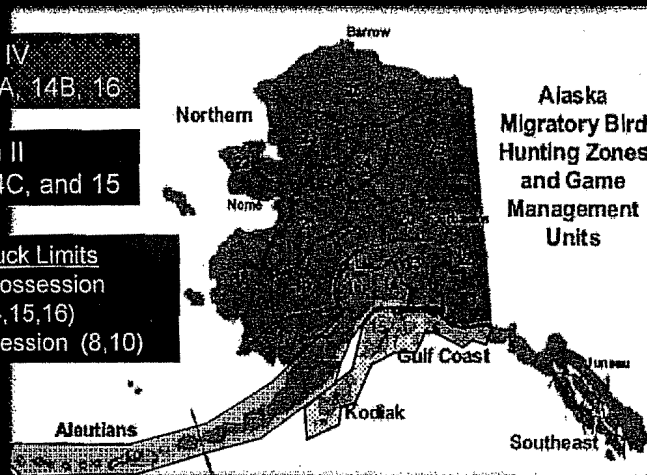 IV
A, 14B, 16
II
4C, and 15
uck Limits
ossession
,15,16)
ession (8,10)
Barrow
Northern
Nome
Alaska
Migratory Bird
Hunting Zones
and Game
Management
Units
Gulf Coast
Juneau
Aleutians
Kodiak
Southeast